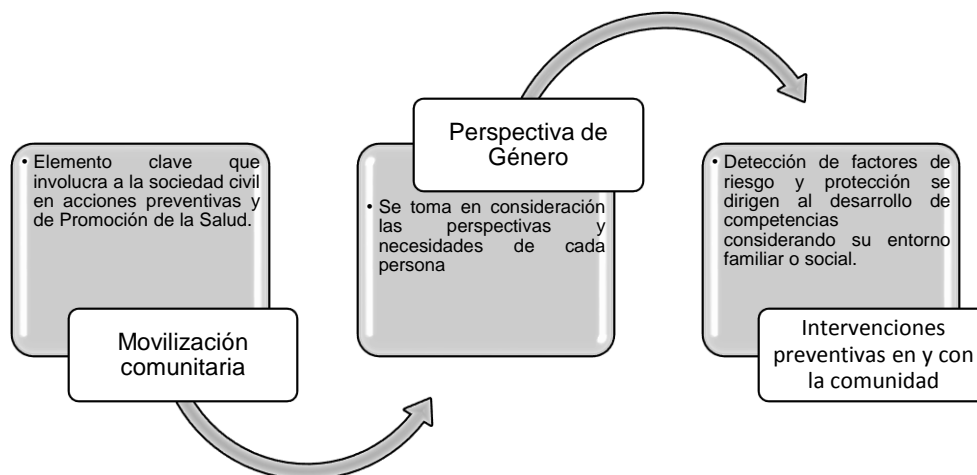 • Elemento clave que
involucra a la sociedad civil
en acciones preventivas y
de Promoción de la Salud.
Movilización
comunitaria
Perspectiva de
Género
• Se toma en consideración
las perspectivas y
necesidades de cada
persona
• Detección de factores de
riesgo y protección se
dirigen al desarrollo de
competencias
considerando su entorno
familiar o social.
Intervenciones
preventivas en y con
la comunidad